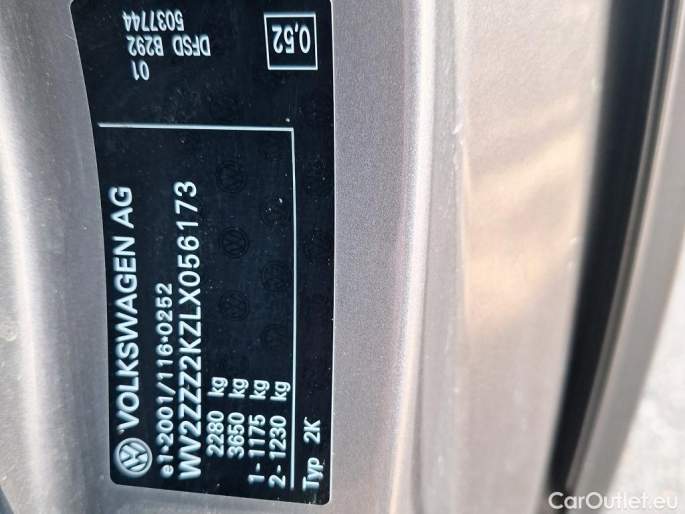 VOLKSWAGEN AG
e1*2001/116*0252
WV2ZZZ2KZLX056173
2280 kg
3650 kg
1- 1175 kg
2- 1230 kg
Typ 2K
01
DFSD B292
5037744
0,52
CarOutlet.eu